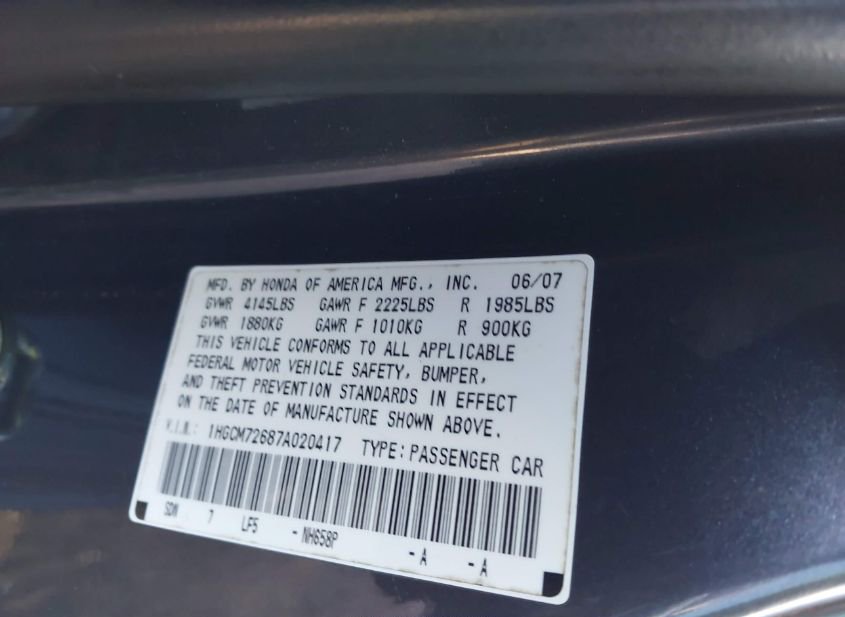 MFD. BY HONDA OF AMERICA MFG., INC. 06/07
GVWR 4145LBS GAWR F 2225LBS R 1985LBS
GVWR 1880KG GAWR F 1010KG R 900KG
THIS VEHICLE CONFORMS TO ALL APPLICABLE
FEDERAL MOTOR VEHICLE SAFETY, BUMPER,
AND THEFT PREVENTION STANDARDS IN EFFECT
ON THE DATE OF MANUFACTURE SHOWN ABOVE.
V.I.N.: 1HGCM72687A020417 TYPE: PASSENGER CAR
SDN 7 LF5 - NH658P - A - A